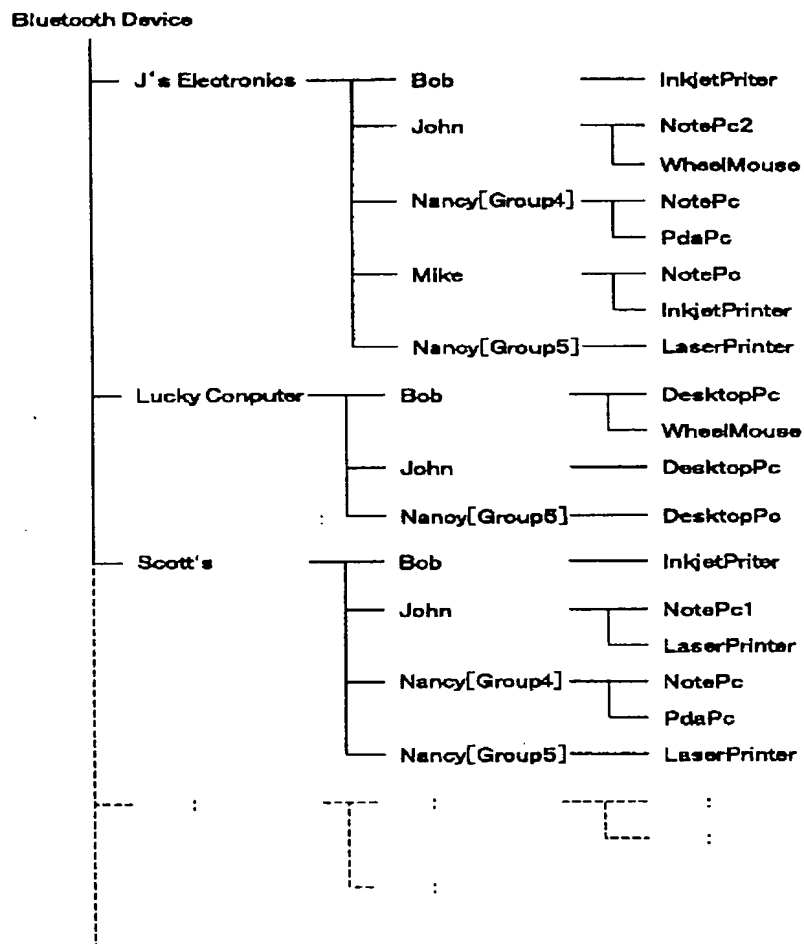 Bluetooth Device
J's Electronics Bob InkjetPriter
John NotePc2
WheelMouse
Nancy[Group4] NotePc
PdaPc
Mike NotePc
InkjetPrinter
Nancy[Group5] LaserPrinter
Lucky Conputer Bob DesktopPc
WheelMouse
John DesktopPc
: Nancy[Group5] DesktopPc
Scott's Bob InkjetPriter
John NotePc1
LaserPrinter
Nancy[Group4] NotePc
PdaPc
Nancy[Group5] LaserPrinter
: : :
:
: